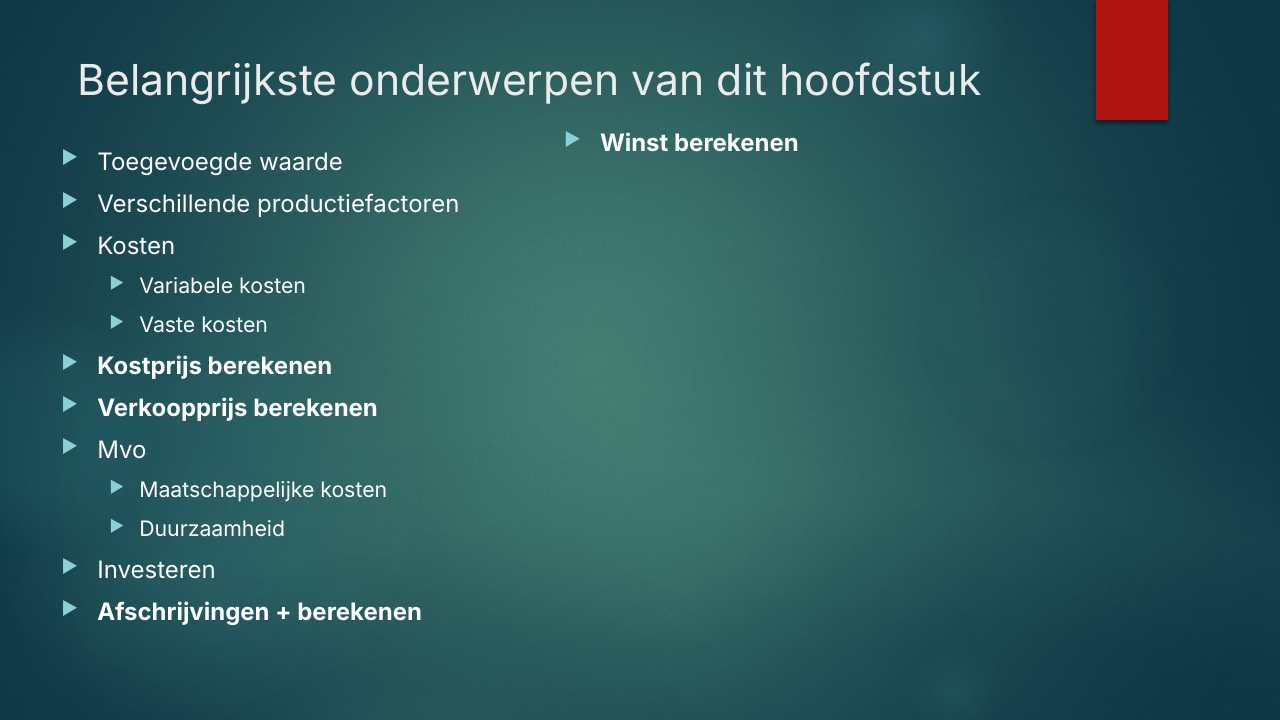 Belangrijkste onderwerpen van dit hoofdstuk
Toegevoegde waarde
Verschillende productiefactoren
Kosten
Variabele kosten
Vaste kosten
Kostprijs berekenen
Verkoopprijs berekenen
Mvo
Maatschappelijke kosten
Duurzaamheid
Investeren
Afschrijvingen + berekenen
Winst berekenen